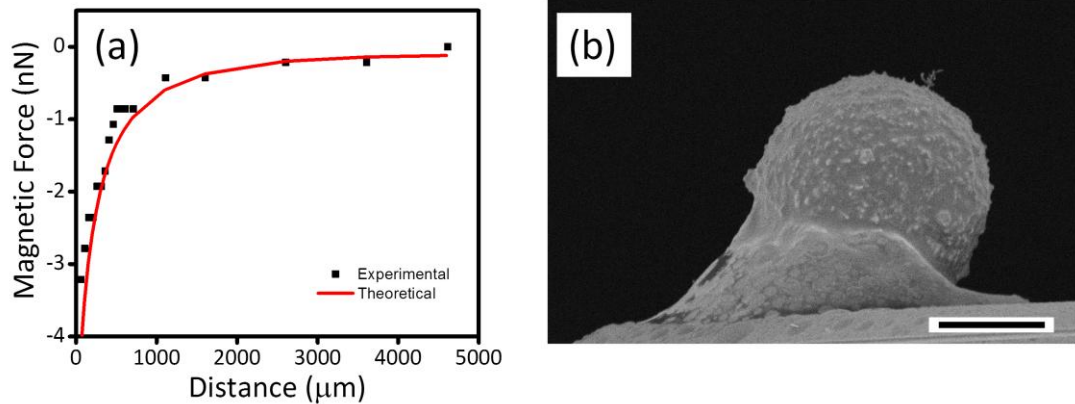 (a)
Magnetic Force (nN)
0
-1
-2
-3
-4
Experimental
Theoretical
0 1000 2000 3000 4000 5000
Distance (μm)
(b)